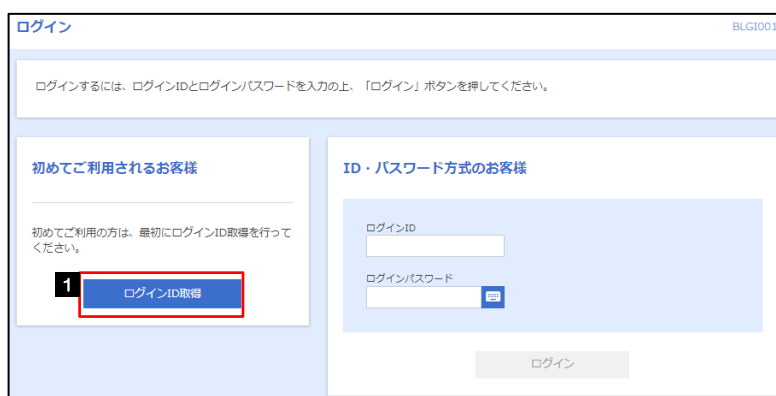 ログイン
BLGI001
ログインするには、ログインIDとログインパスワードを入力の上、「ログイン」ボタンを押してください。
初めてご利用されるお客様
初めてご利用の方は、最初にログインID取得を行って
ください。
1
ログインID取得
ID・パスワード方式のお客様
ログインID
ログインパスワード
ログイン